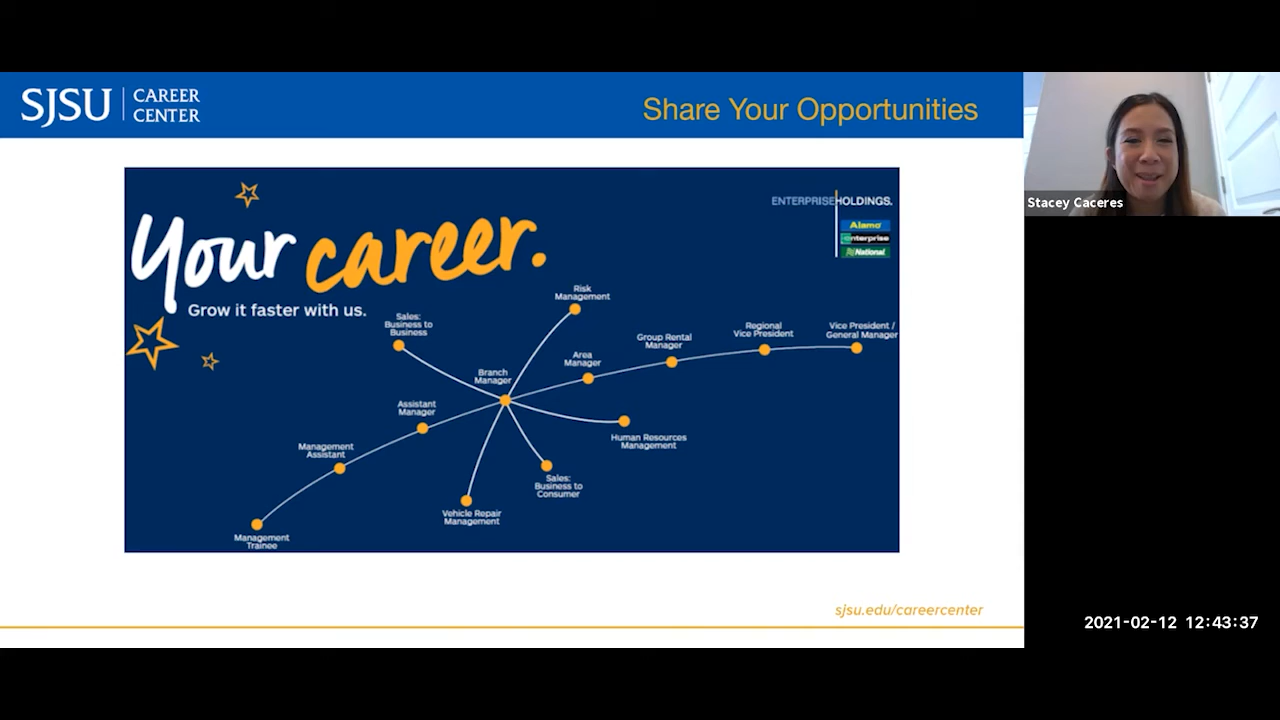 SJSU
CAREER
CENTER
Share Your Opportunities
Stacey Caceres
Your career.
Grow it faster with us.
ENTERPRISE HOLDINGS.
Alamo
enterprise
National
Risk
Management
Sales:
Business to
Business
Branch
Manager
Area
Manager
Group Rental
Manager
Regional
Vice President
Vice President /
General Manager
Assistant
Manager
Management
Assistant
Management
Trainee
Human Resources
Management
Sales:
Business to
Consumer
Vehicle Repair
Management
sjsu.edu/careercenter
2021-02-12 12:43:37